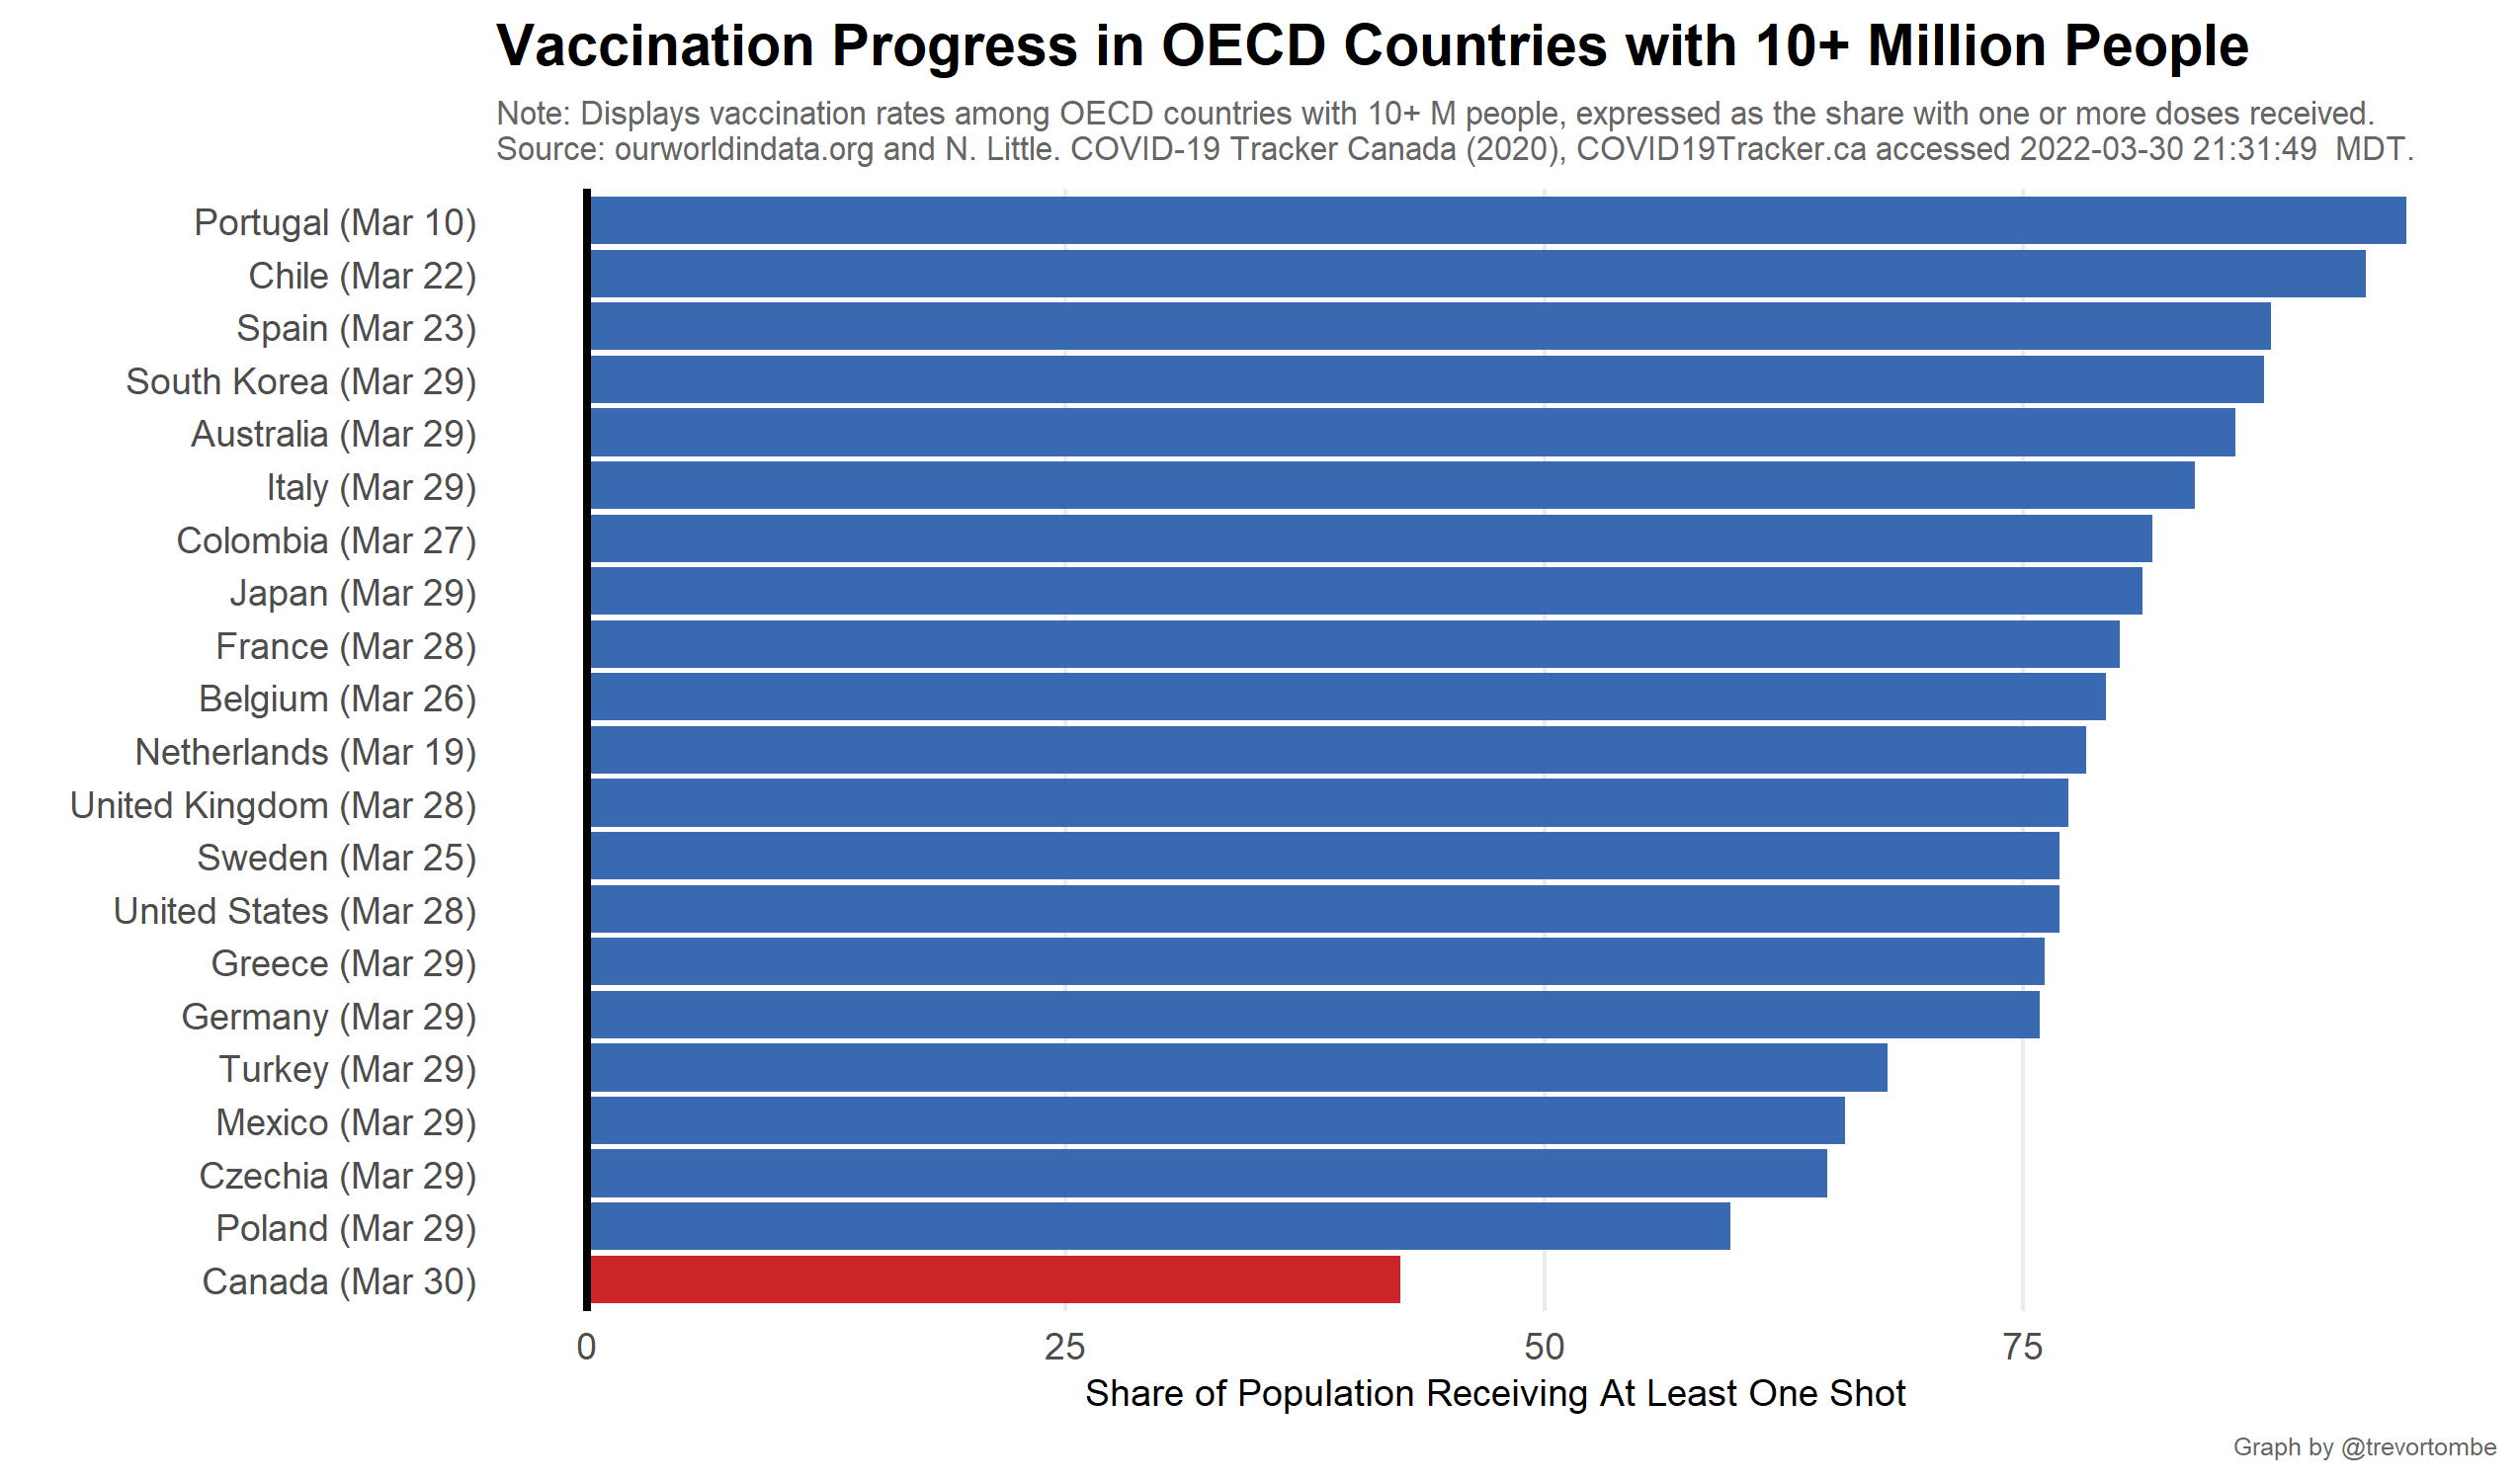 Vaccination Progress in OECD Countries with 10+ Million People
Note: Displays vaccination rates among OECD countries with 10+ M people, expressed as the share with one or more doses received.
Source: ourworldindata.org and N. Little. COVID-19 Tracker Canada (2020), COVID19Tracker.ca accessed 2022-03-30 21:31:49  MDT.
Portugal (Mar 10)
Chile (Mar 22)
Spain (Mar 23)
South Korea (Mar 29)
Australia (Mar 29)
Italy (Mar 29)
Colombia (Mar 27)
Japan (Mar 29)
France (Mar 28)
Belgium (Mar 26)
Netherlands (Mar 19)
United Kingdom (Mar 28)
Sweden (Mar 25)
United States (Mar 28)
Greece (Mar 29)
Germany (Mar 29)
Turkey (Mar 29)
Mexico (Mar 29)
Czechia (Mar 29)
Poland (Mar 29)
Canada (Mar 30)
0 25 50 75
Share of Population Receiving At Least One Shot
Graph by @trevortombe